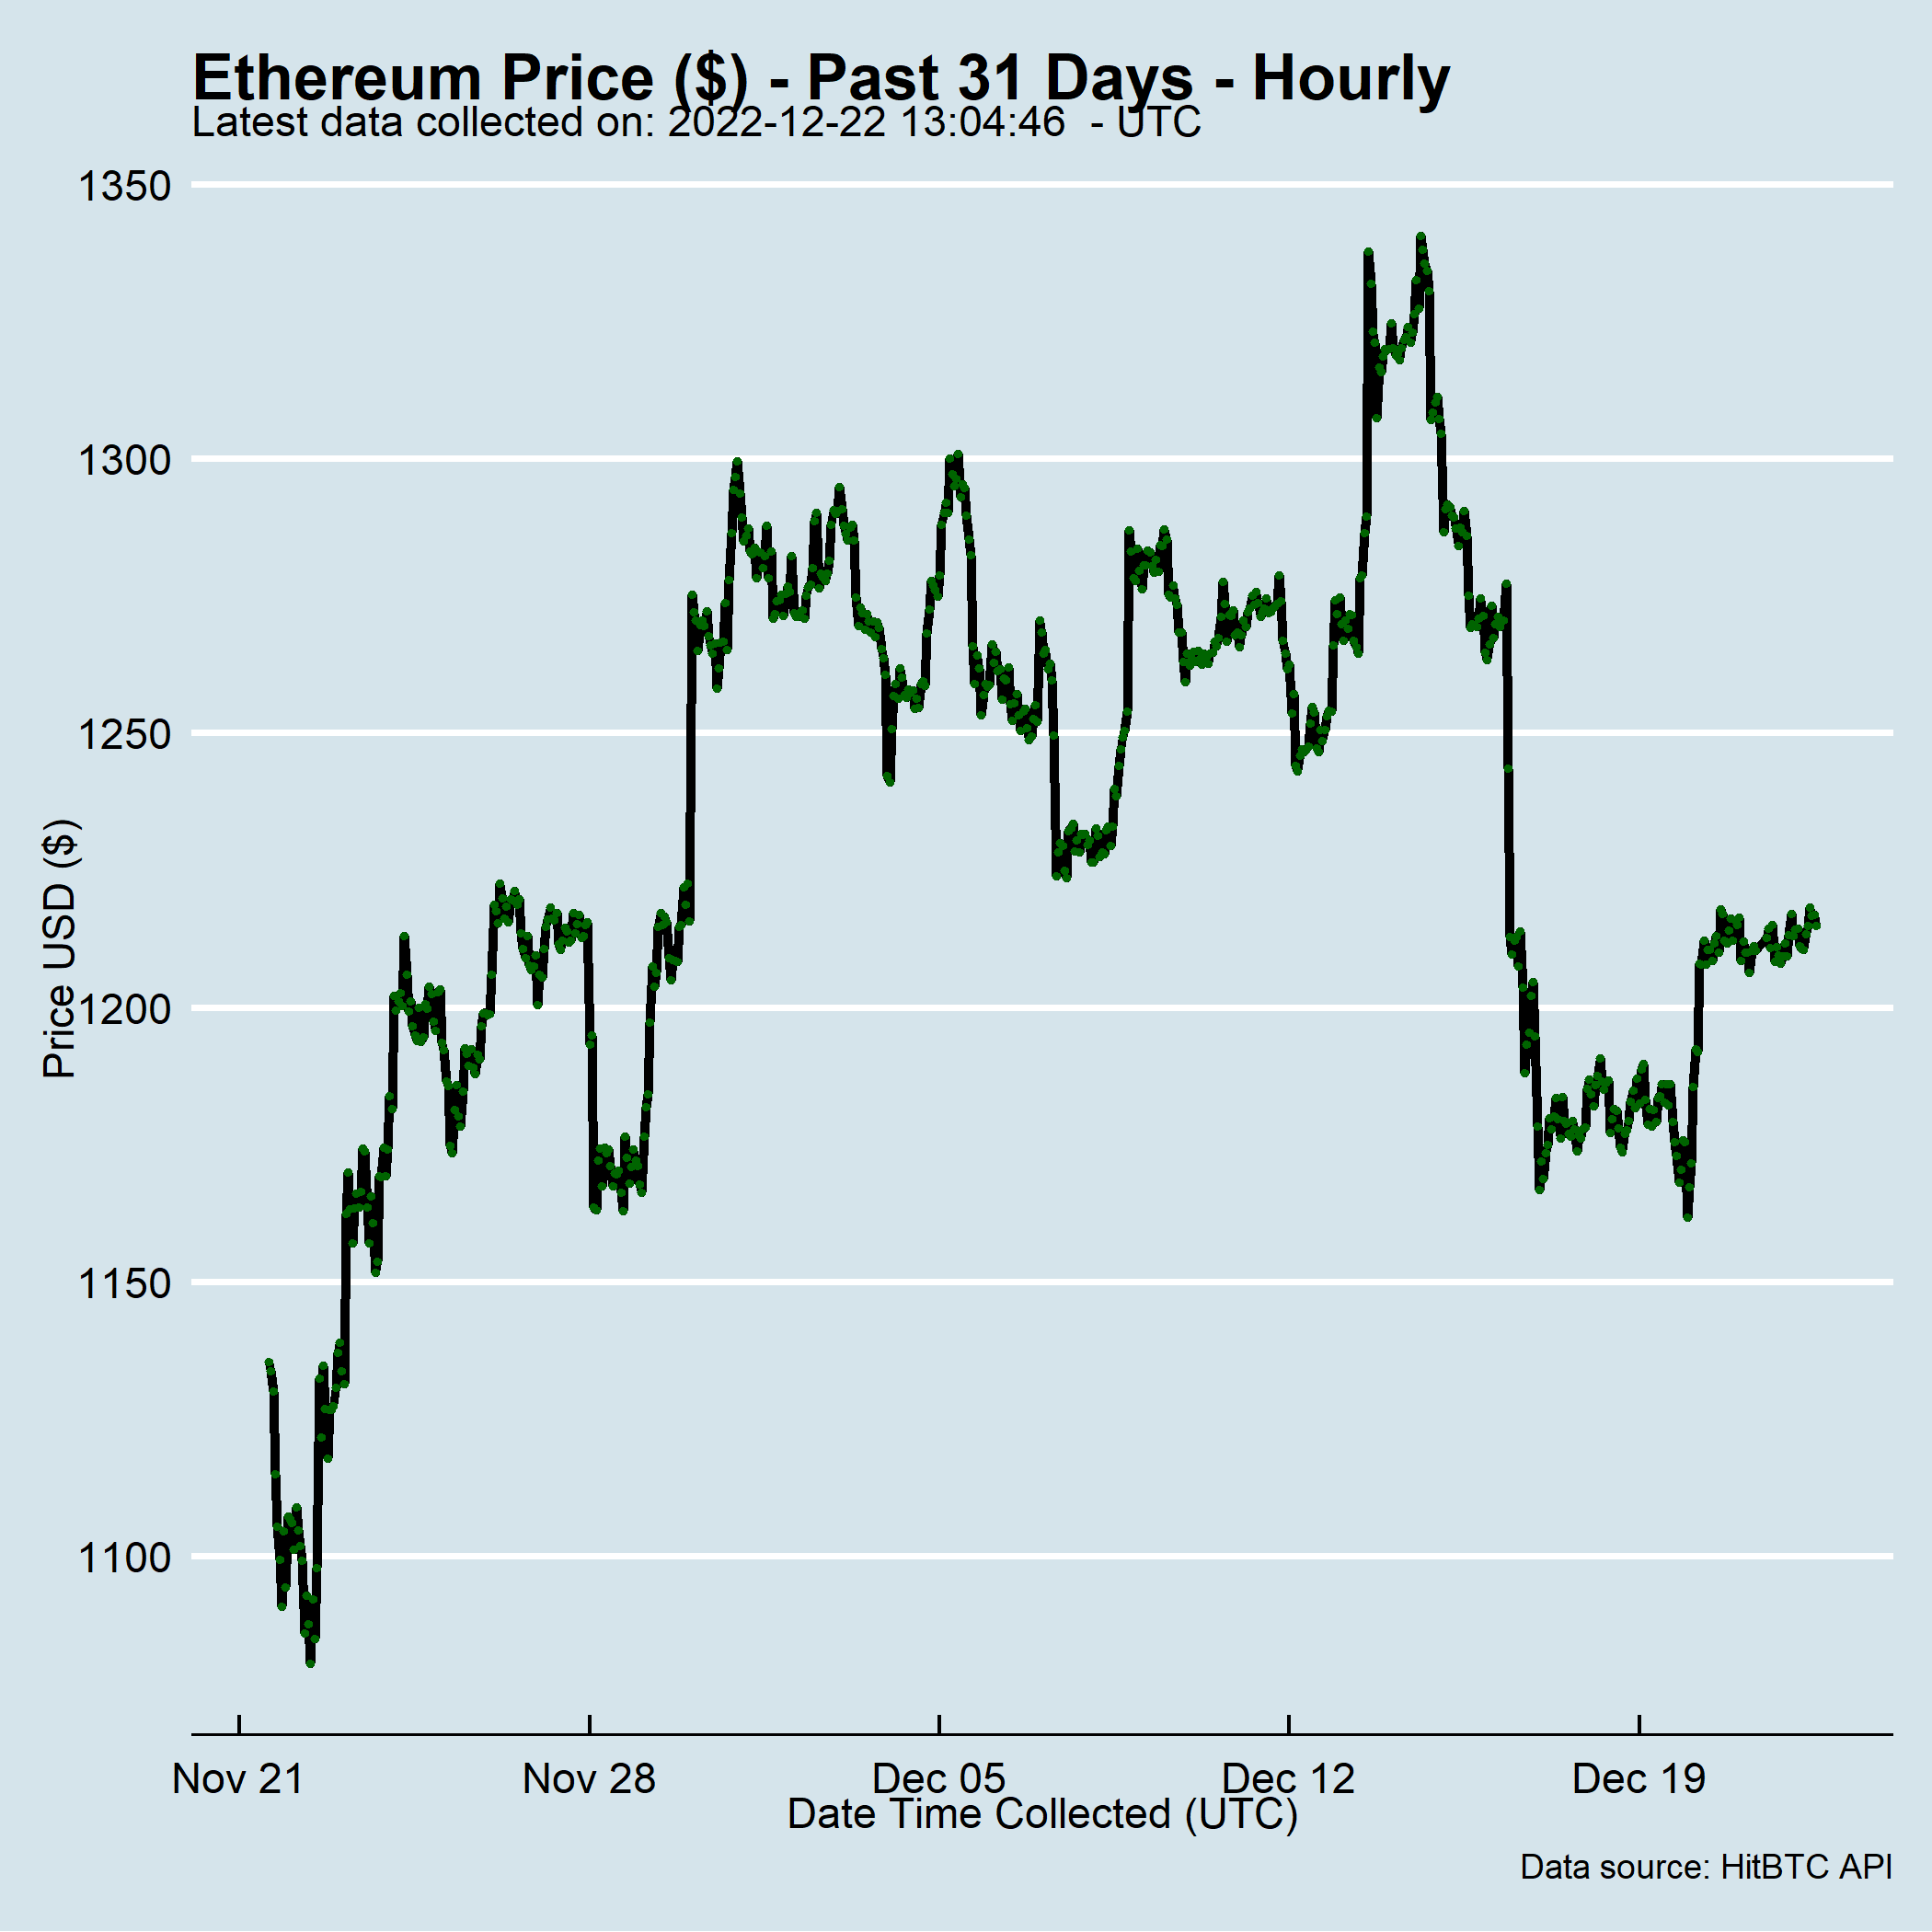 Ethereum Price ($) - Past 31 Days - Hourly
Latest data collected on: 2022-12-22 13:04:46  - UTC
1350
1300
1250
1200
1150
1100
Price USD ($)
Nov 21
Nov 28
Dec 05
Dec 12
Dec 19
Date Time Collected (UTC)
Data source: HitBTC API